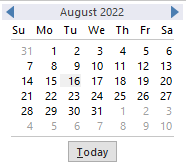 August 2022
Su Mo Tu We Th Fr Sa
31 1 2 3 4 5 6
7 8 9 10 11 12 13
14 15 16 17 18 19 20
21 22 23 24 25 26 27
28 29 30 31 1 2 3
4 5 6 7 8 9 10
Today